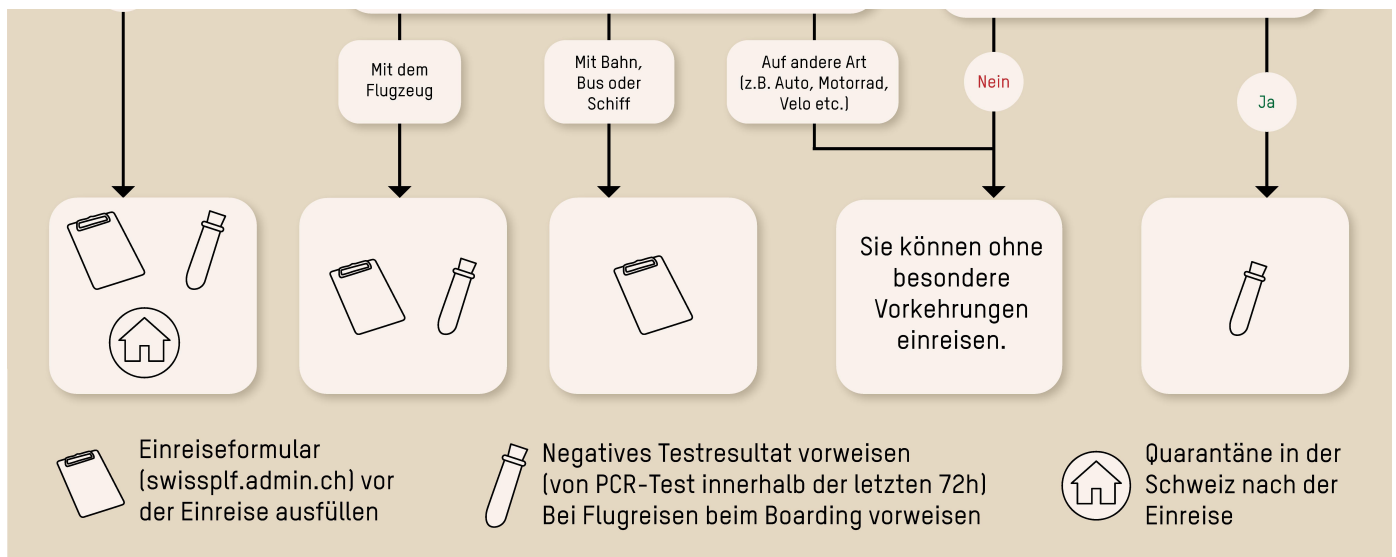 Mit dem
Flugzeug
Mit Bahn,
Bus oder
Schiff
Auf andere Art
(z.B. Auto, Motorrad,
Velo etc.)
Nein
Ja
Sie können ohne
besondere
Vorkehrungen
einreisen.
Einreiseformular
(swissplf.admin.ch) vor
der Einreise ausfüllen
Negatives Testresultat vorweisen
(von PCR-Test innerhalb der letzten 72h)
Bei Flugreisen beim Boarding vorweisen
Quarantäne in der
Schweiz nach der
Einreise